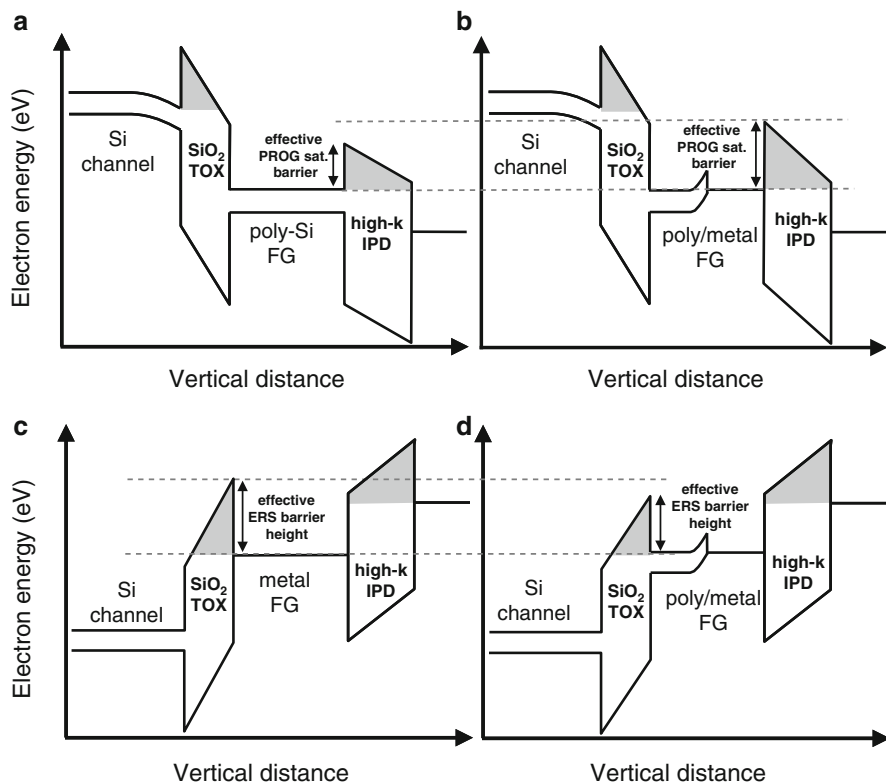 a
Electron energy (eV)
Si
channel
SiO2
TOX
effective
PROG sat.
barrier
poly-Si
FG
high-k
IPD
Vertical distance
b
Si
channel
SiO2
TOX
effective
PROG sat.
barrier
poly/metal
FG
high-k
IPD
Vertical distance
c
Electron energy (eV)
Si
channel
SiO2
TOX
effective
ERS barrier
height
metal
FG
high-k
IPD
Vertical distance
d
Si
channel
SiO2
TOX
effective
ERS barrier
height
poly/metal
FG
high-k
IPD
Vertical distance